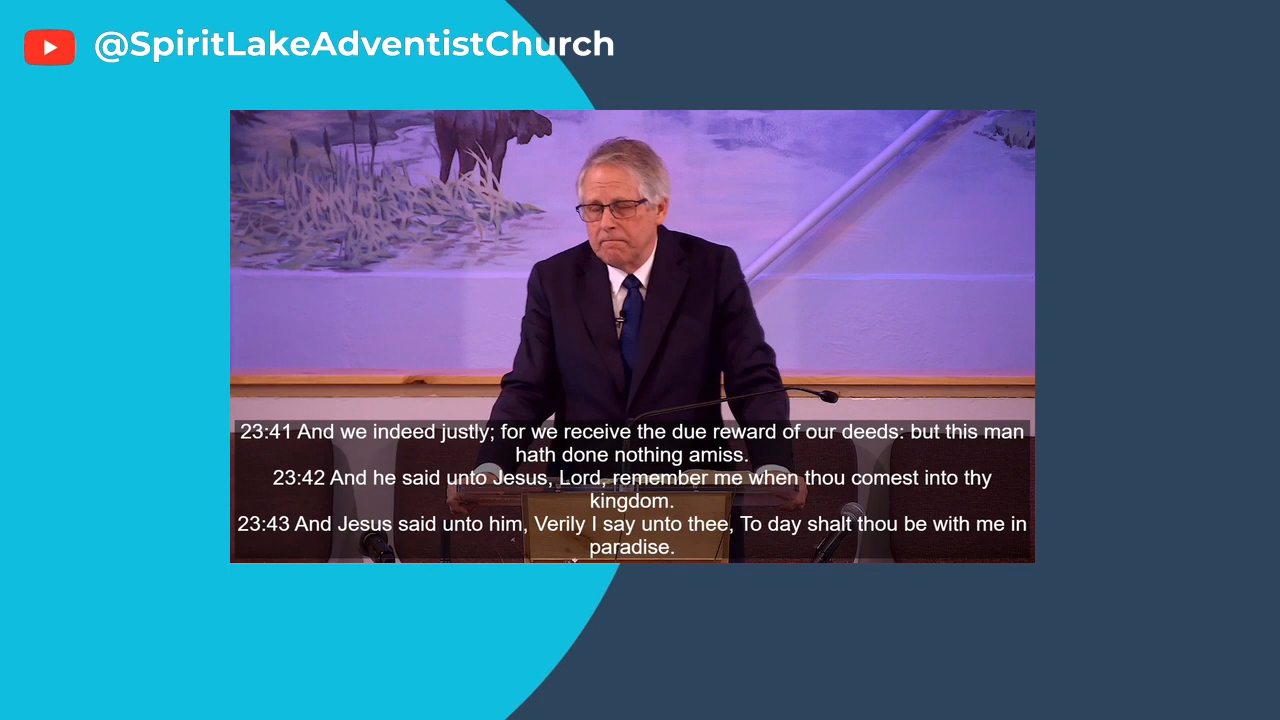 @SpiritLakeAdventistChurch
23:41 And we indeed justly; for we receive the due reward of our deeds: but this man
hath done nothing amiss.
23:42 And he said unto Jesus, Lord, remember me when thou comest into thy
kingdom.
23:43 And Jesus said unto him, Verily I say unto thee, To day shalt thou be with me in
paradise.